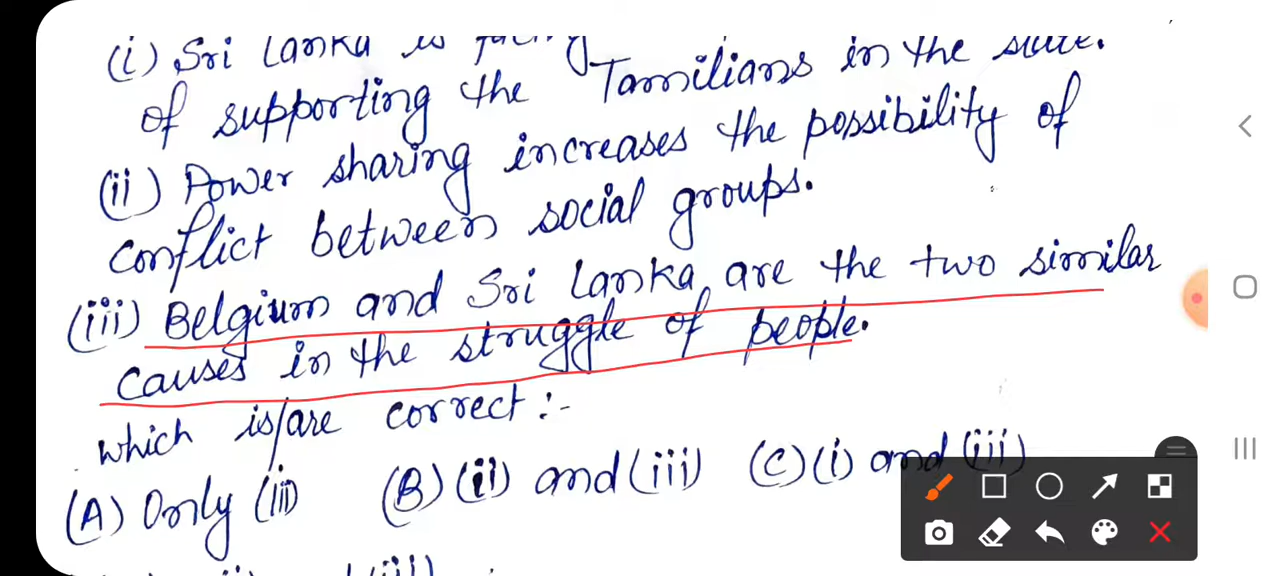 (i) Sri Lanka is facing
of supporting the Tamilians in the state.
(ii) Power sharing increases the possibility of
conflict between social groups.
(iii) Belgium and Sri Lanka are the two similar
causes in the struggle of people.
which is/are correct :-
(A) Only (iii) (B) (ii) and (iii) (C) (i) and (iii)